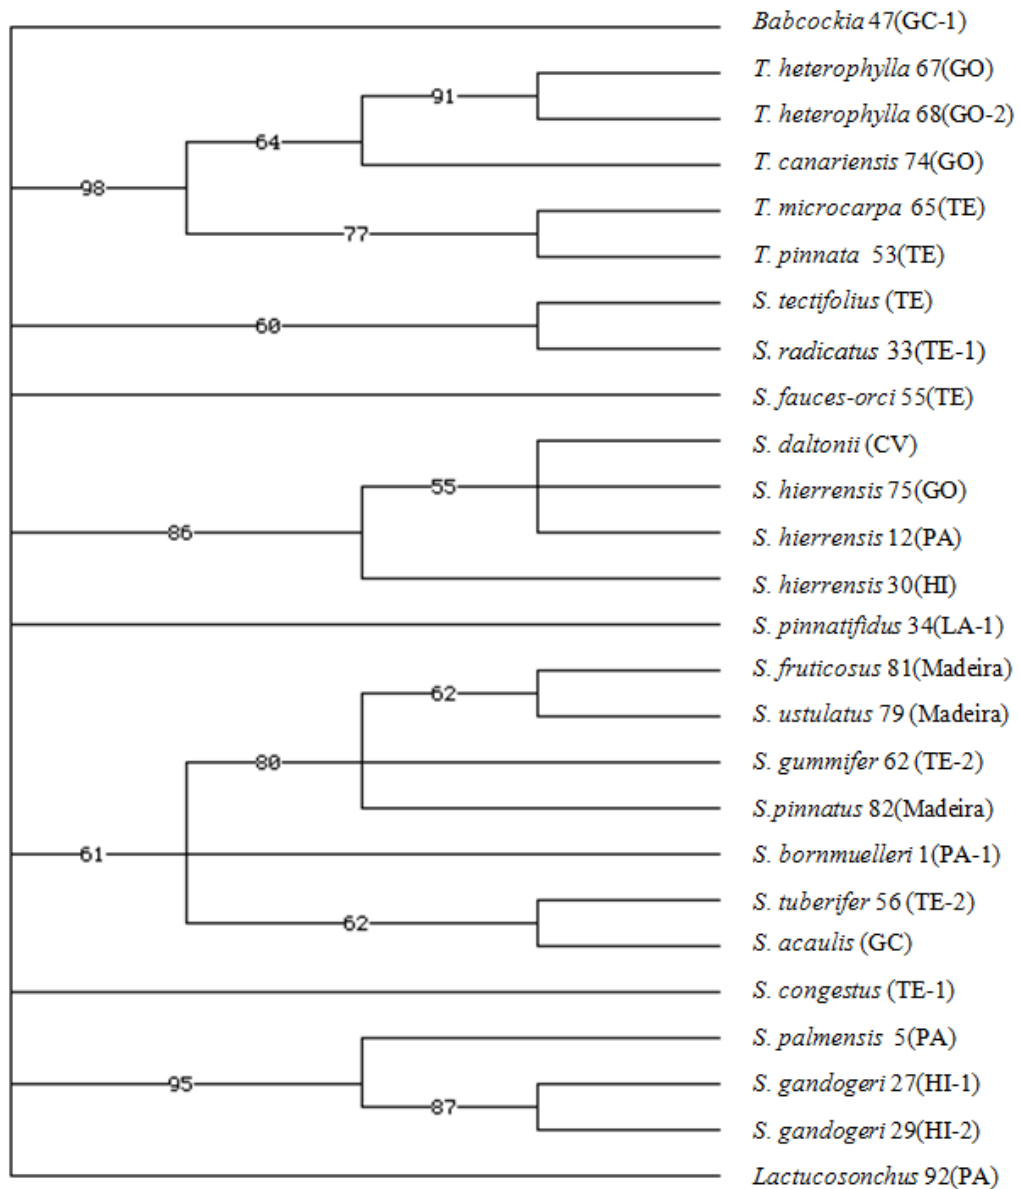 Babcockia 47(GC-1)
T. heterophylla 67(GO)
91
T. heterophylla 68(GO-2)
64
T. canariensis 74(GO)
98
T. microcarpa 65(TE)
77
T. pinnata 53(TE)
S. tectifolius (TE)
60
S. radicatus 33(TE-1)
S. fauces-orci 55(TE)
S. daltonii (CV)
55
S. hierrensis 75(GO)
86
S. hierrensis 12(PA)
S. hierrensis 30(HI)
S. pinnatifidus 34(LA-1)
S. fruticosus 81(Madeira)
62
S. ustulatus 79 (Madeira)
80
S. gummifer 62 (TE-2)
S.pinnatus 82(Madeira)
61
S. bornmuelleri 1(PA-1)
S. tuberifer 56 (TE-2)
62
S. acaulis (GC)
S. congestus (TE-1)
S. palmensis 5(PA)
95
S. gandogeri 27(HI-1)
87
S. gandogeri 29(HI-2)
Lactucosonchus 92(PA)